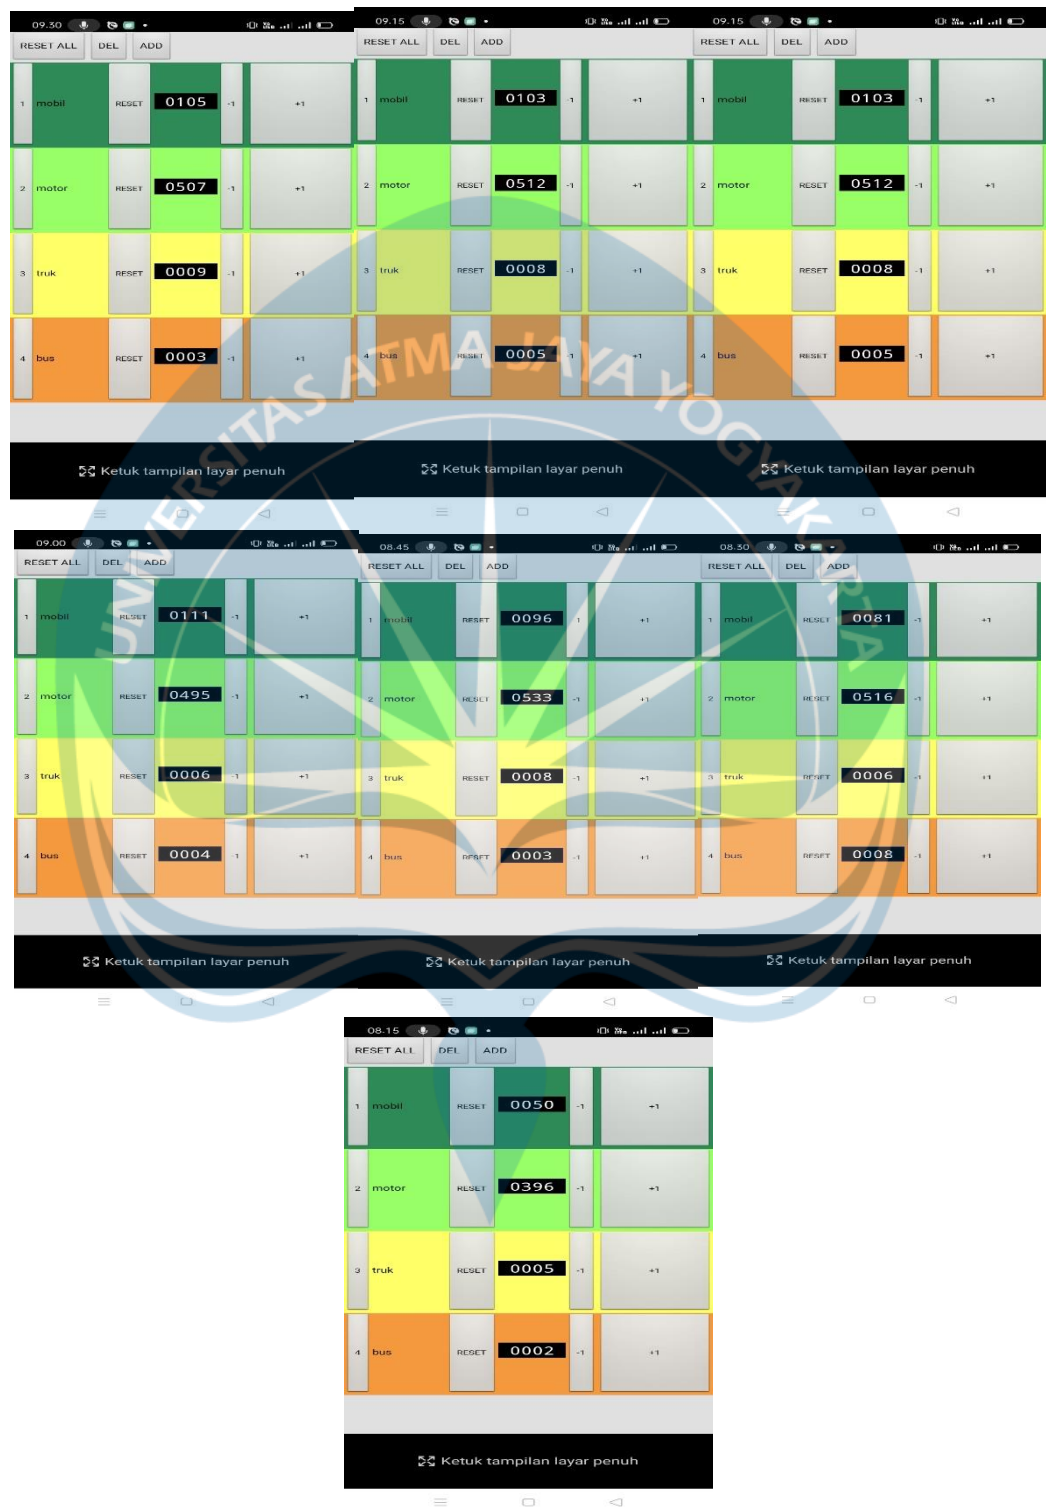 09.30
RESET ALL DEL ADD
1 mobil RESET 0105 -1 +1
2 motor RESET 0507 -1 +1
3 truk RESET 0009 -1 +1
4 bus RESET 0003 -1 +1
Ketuk tampilan layar penuh
09.15
RESET ALL DEL ADD
1 mobil RESET 0103 -1 +1
2 motor RESET 0512 -1 +1
3 truk RESET 0008 -1 +1
4 bus RESET 0005 -1 +1
Ketuk tampilan layar penuh
09.15
RESET ALL DEL ADD
1 mobil RESET 0103 -1 +1
2 motor RESET 0512 -1 +1
3 truk RESET 0008 -1 +1
4 bus RESET 0005 -1 +1
Ketuk tampilan layar penuh
UNIVERSITAS ATMA JAYA YOGYAKARTA
09.00
RESET ALL DEL ADD
1 mobil RESET 0111 -1 +1
2 motor RESET 0495 -1 +1
3 truk RESET 0006 -1 +1
4 bus RESET 0004 -1 +1
Ketuk tampilan layar penuh
08.45
RESET ALL DEL ADD
1 mobil RESET 0096 -1 +1
2 motor RESET 0533 -1 +1
3 truk RESET 0008 -1 +1
4 bus RESET 0003 -1 +1
Ketuk tampilan layar penuh
08.30
RESET ALL DEL ADD
1 mobil RESET 0081 -1 +1
2 motor RESET 0516 -1 +1
3 truk RESET 0006 -1 +1
4 bus RESET 0008 -1 +1
Ketuk tampilan layar penuh
08.15
RESET ALL DEL ADD
1 mobil RESET 0050 -1 +1
2 motor RESET 0396 -1 +1
3 truk RESET 0005 -1 +1
4 bus RESET 0002 -1 +1
Ketuk tampilan layar penuh